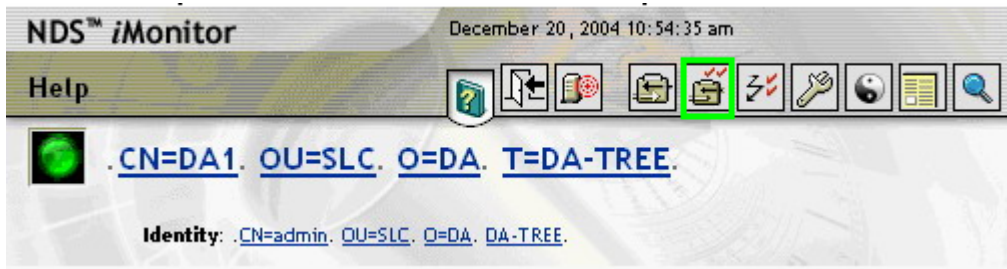 NDS™ iMonitor
December 20, 2004 10:54:35 am
Help
.CN=DA1. OU=SLC. O=DA. T=DA-TREE.
Identity: .CN=admin. OU=SLC. O=DA. DA-TREE.